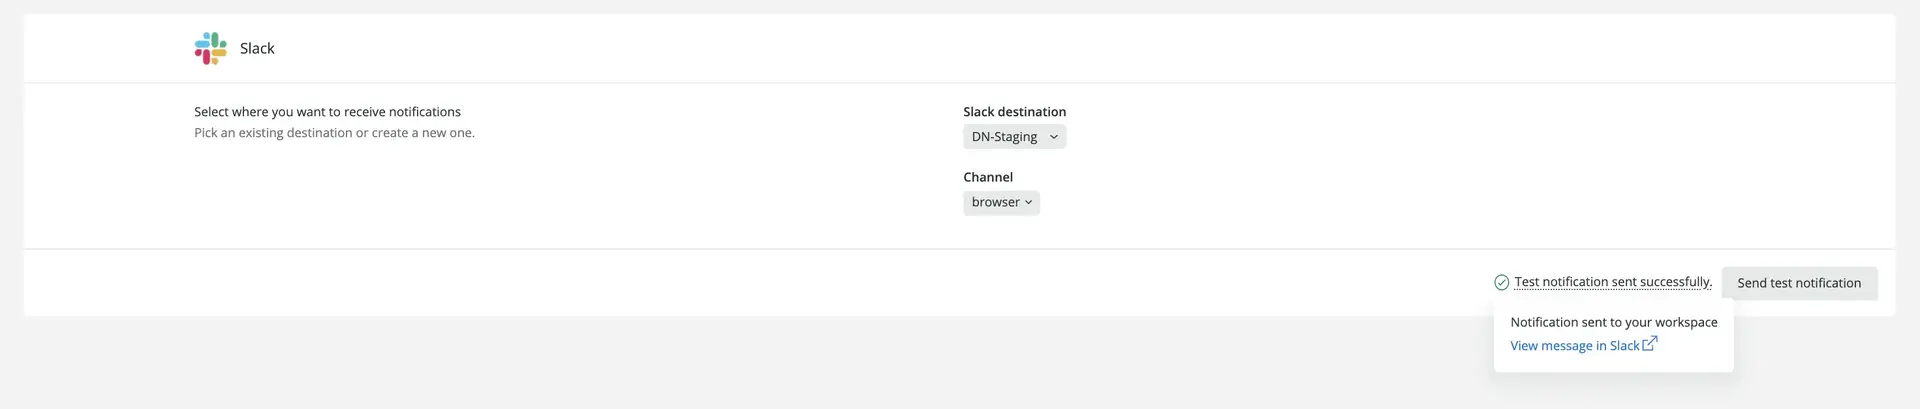 Slack
Select where you want to receive notifications
Pick an existing destination or create a new one.
Slack destination
DN-Staging
Channel
browser
Test notification sent successfully.
Send test notification
Notification sent to your workspace
View message in Slack